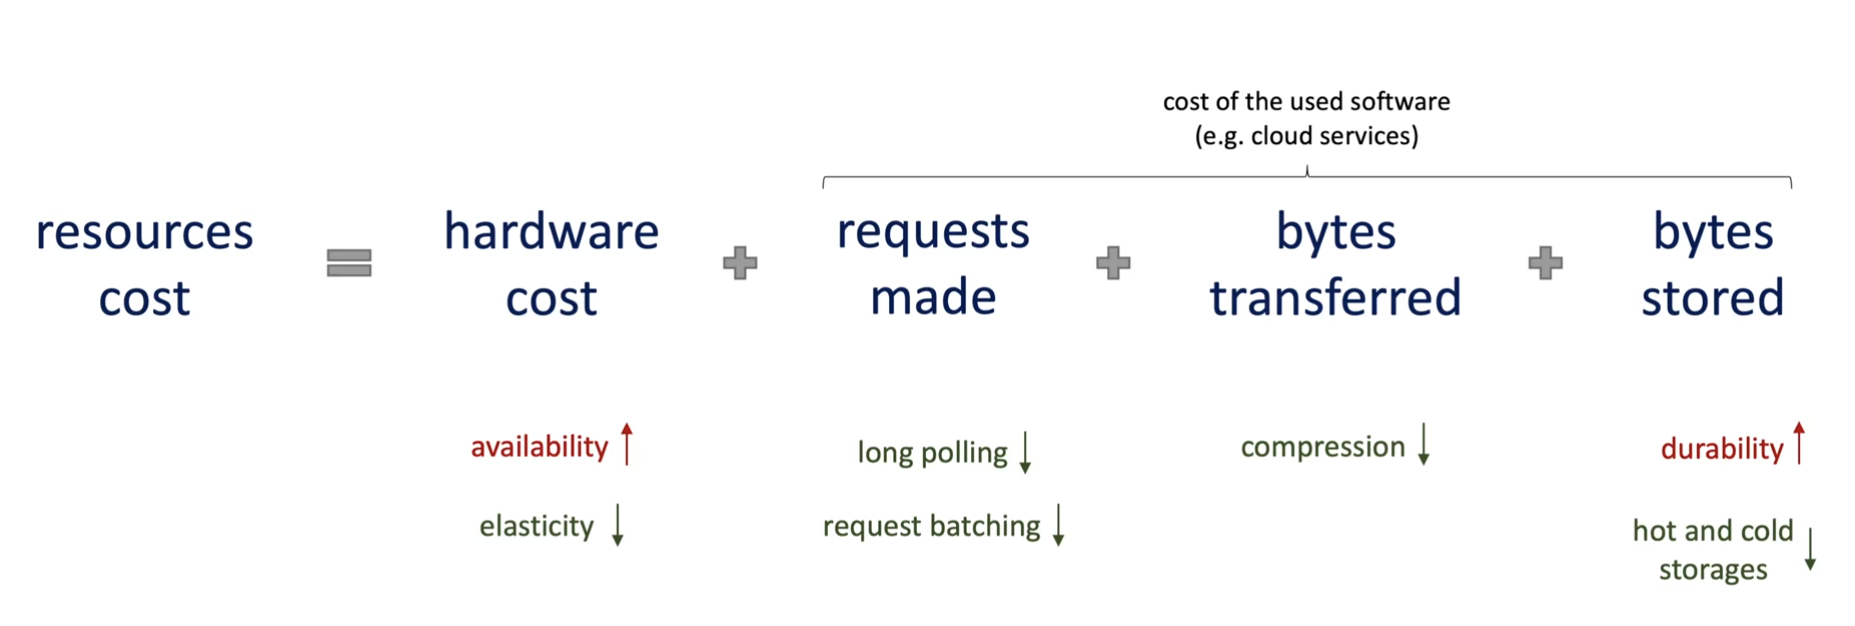 cost of the used software
(e.g. cloud services)
resources
cost
=
hardware
cost
+
requests
made
+
bytes
transferred
+
bytes
stored
availability ↑
elasticity ↓
long polling ↓
request batching ↓
compression ↓
durability ↑
hot and cold
storages ↓